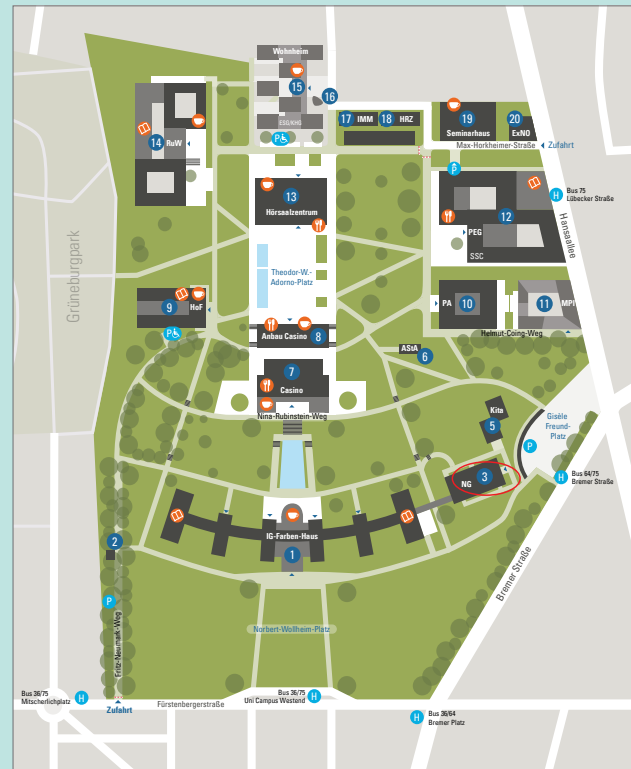 Wohnheim
15
16
ESG/KHG
P
14
RuW
17
IMM
18
HRZ
19
Seminarhaus
20
ExNO
Max-Horkheimer-Straße
Zufahrt
P
H
Bus 75
Lübecker Straße
Hansaallee
13
Hörsaalzentrum
12
PEG
SSC
Grüneburgpark
Theodor-W.-
Adorno-Platz
9
HoF
P
PA
10
11
MPI
Helmut-Coing-Weg
Anbau Casino
8
AStA
6
7
Casino
Nina-Rubinstein-Weg
Kita
5
Gisèle
Freund-
Platz
P
NG
3
H
Bus 64/75
Bremer Straße
2
IG-Farben-Haus
1
Bremer Straße
P
Fritz-Neumark-Weg
Norbert-Wollheim-Platz
Bus 36/75
Mitscherlichplatz
H
Zufahrt
Fürstenbergerstraße
Bus 36/75
Uni Campus Westend
H
H
Bus 36/64
Bremer Platz